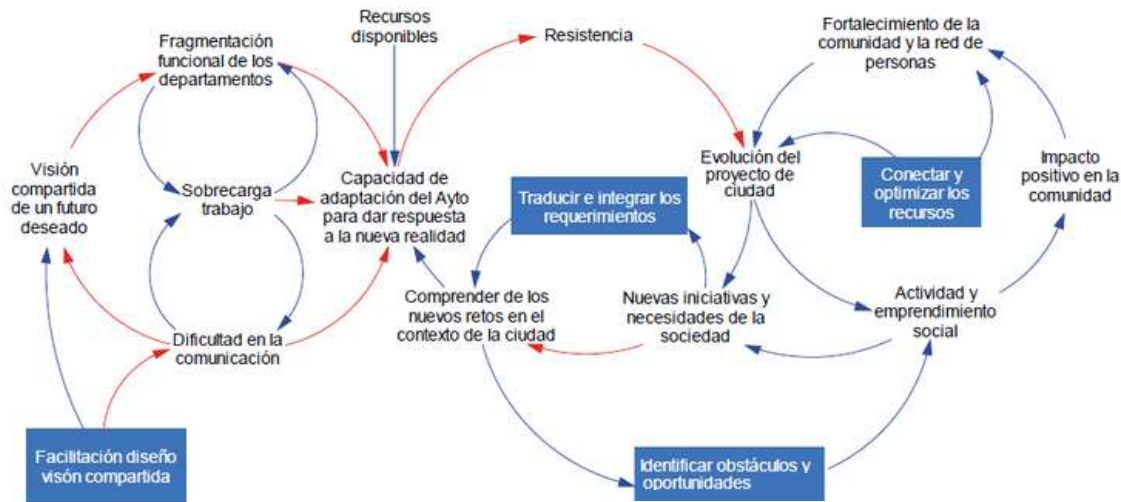 Recursos
disponibles
Fragmentación
funcional de los
departamentos
Resistencia
Fortalecimiento de la
comunidad y la red de
personas
Visión
compartida
de un futuro
deseado
Sobrecarga
trabajo
Capacidad de
adaptación del Ayto
para dar respuesta
a la nueva realidad
Traducir e integrar los
requerimientos
Evolución del
proyecto de
ciudad
Conectar y
optimizar los
recursos
Impacto
positivo en la
comunidad
Dificultad en la
comunicación
Comprender de los
nuevos retos en el
contexto de la ciudad
Nuevas iniciativas y
necesidades de la
sociedad
Actividad y
emprendimiento
social
Facilitación diseño
visón compartida
Identificar obstáculos y
oportunidades